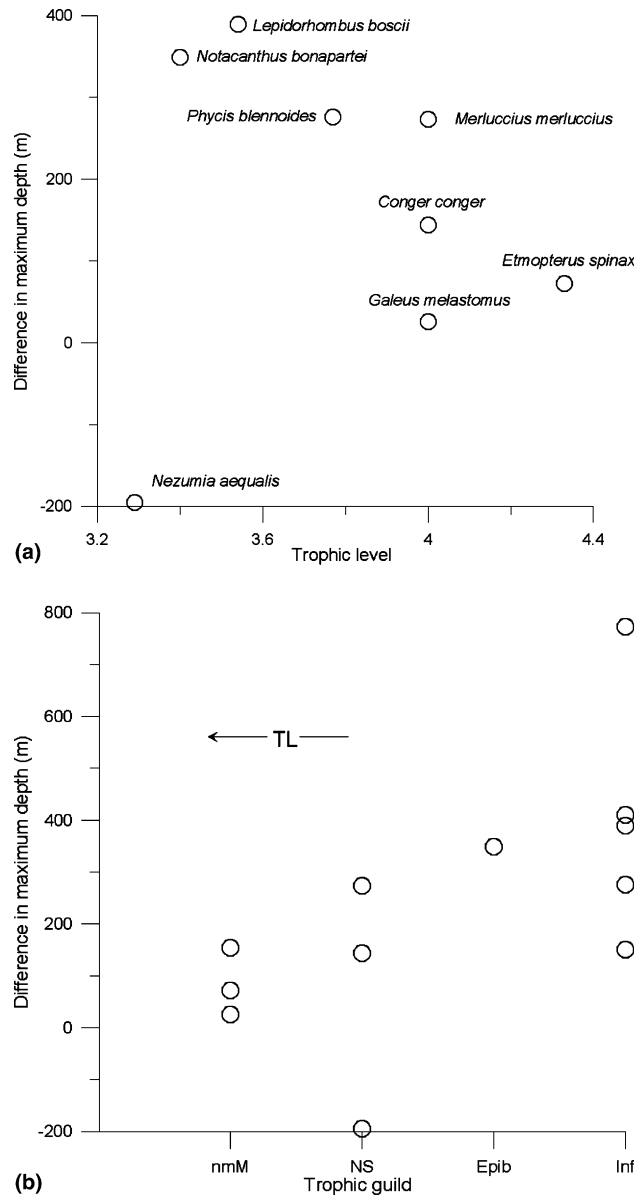 400
Lepidorhombus boscii
Notacanthus bonapartei
Phycis blennoides
Merluccius merluccius
200
Conger conger
Etmopterus spinax
Galeus melastomus
0
Nezumia aequalis
-200
Difference in maximum depth (m)
3.2
3.6
4
4.4
Trophic level
(a)
800
600
TL
400
200
0
-200
Difference in maximum depth (m)
nmM
NS
Epib
Inf
Trophic guild
(b)